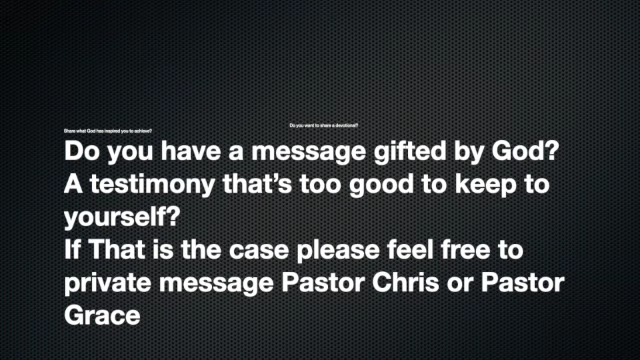 Do you want to share a devotional?
Share what God has inspired you to achieve?
Do you have a message gifted by God?
A testimony that’s too good to keep to
yourself?
If That is the case please feel free to
private message Pastor Chris or Pastor
Grace